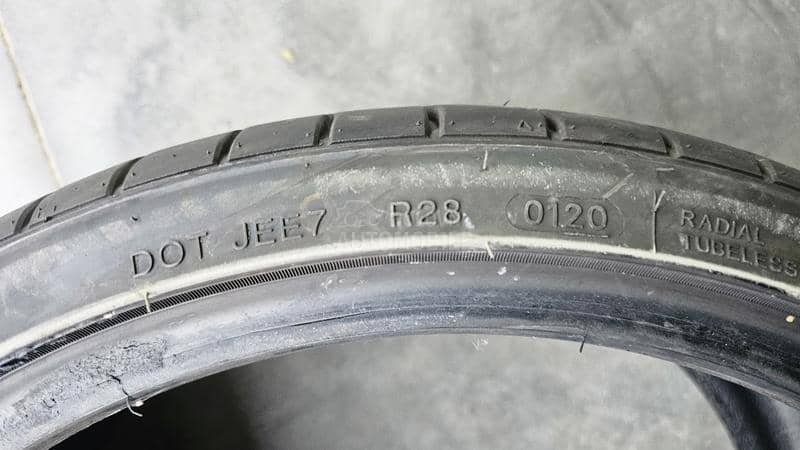 DOT JEE7 R28 0120
RADIAL
TUBELESS